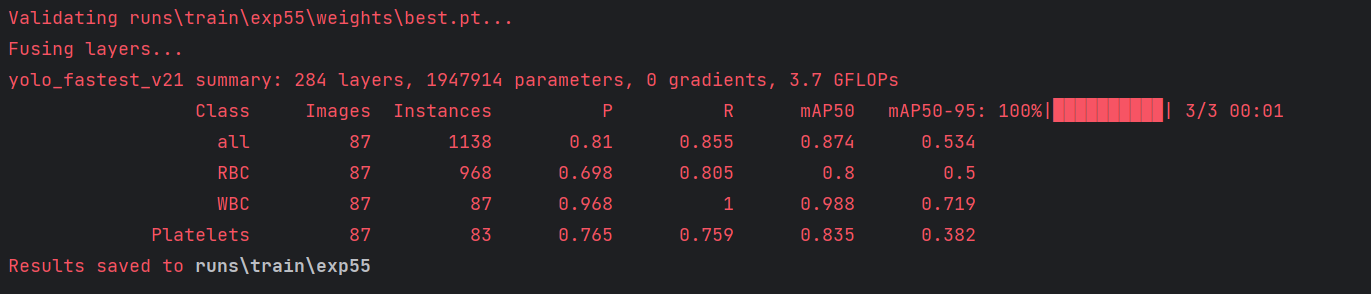 Validating runs\train\exp55\weights\best.pt...
Fusing layers...
yolo_fastest_v21 summary: 284 layers, 1947914 parameters, 0 gradients, 3.7 GFLOPs
Class Images Instances P R mAP50 mAP50-95: 100%|██████████| 3/3 00:01
all 87 1138 0.81 0.855 0.874 0.534
RBC 87 968 0.698 0.805 0.8 0.5
WBC 87 87 0.968 1 0.988 0.719
Platelets 87 83 0.765 0.759 0.835 0.382
Results saved to runs\train\exp55